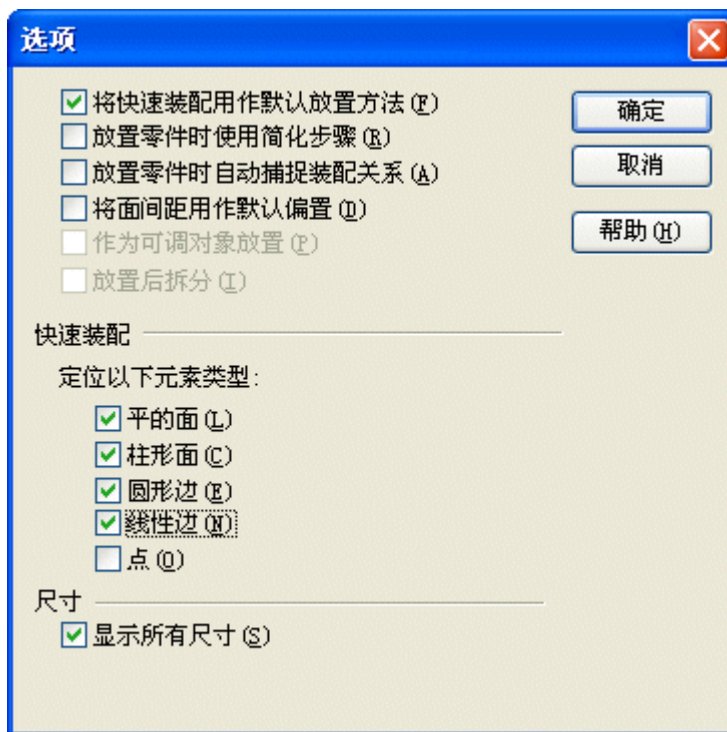 选项
将快速装配用作默认放置方法(F)
确定
放置零件时使用简化步骤(R)
取消
放置零件时自动捕捉装配关系(A)
将面间距用作默认偏置(D)
帮助(H)
作为可调对象放置(P)
放置后拆分(I)
快速装配
定位以下元素类型:
平的面(L)
柱形面(C)
圆形边(E)
线性边(N)
点(O)
尺寸
显示所有尺寸(S)